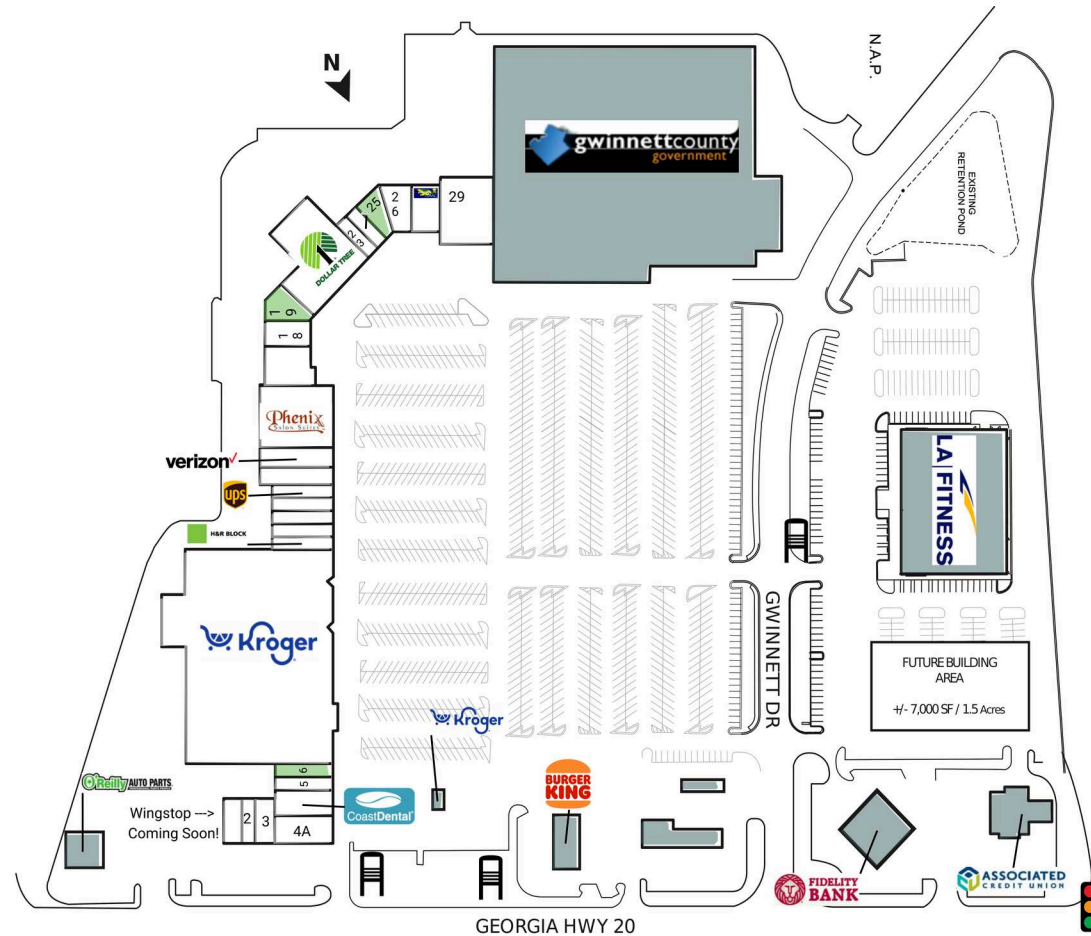 N
N.A.P.
gwinnettcounty
government
EXISTING
RETENTION POND
25
2
6
29
2
3
1
DOLLAR TREE
1
9
1
8
Phenix
SALON SUITES
verizon
ups
H&R BLOCK
LA FITNESS
Kroger
GWINNETT DR
FUTURE BUILDING
AREA
+/- 7,000 SF / 1.5 Acres
Kroger
6
5
O'Reilly AUTO PARTS
BURGER
KING
CoastDental
Wingstop --->
Coming Soon!
2
3
4A
FIDELITY
BANK
ASSOCIATED
CREDIT UNION
GEORGIA HWY 20